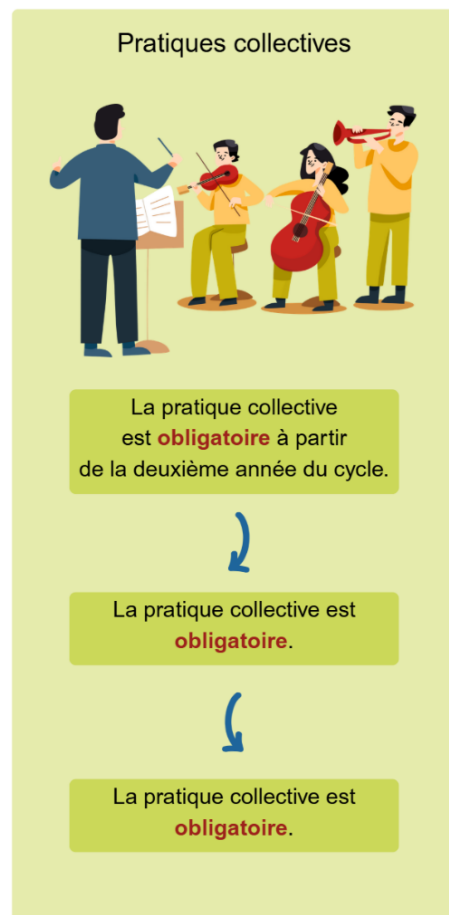 Pratiques collectives
La pratique collective
est obligatoire à partir
de la deuxième année du cycle.
La pratique collective est
obligatoire.
La pratique collective est
obligatoire.